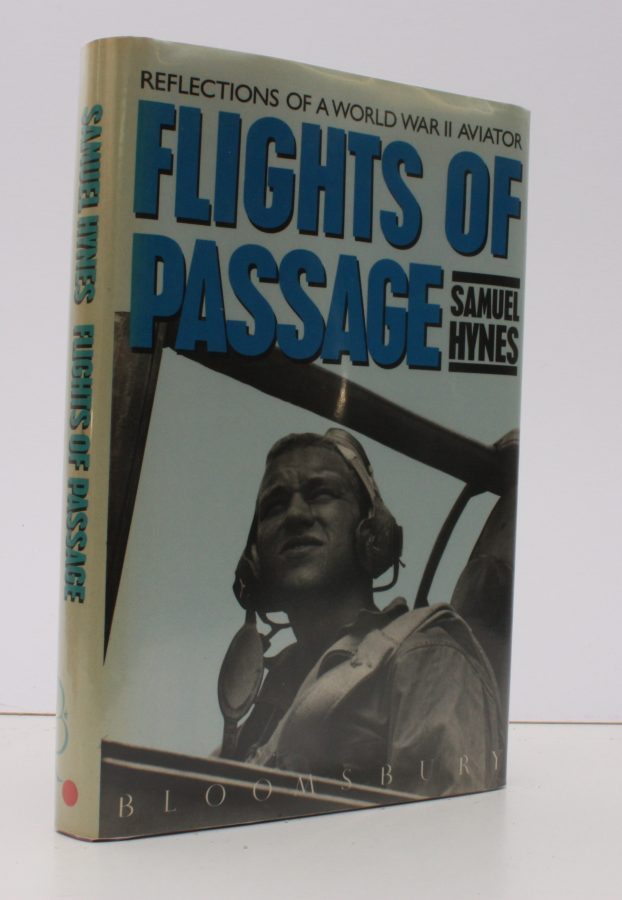 REFLECTIONS OF A WORLD WAR II AVIATOR
FLIGHTS OF
PASSAGE
SAMUEL
HYNES
BLOOMSBURY
SAMUEL HYNES FLIGHTS OF PASSAGE